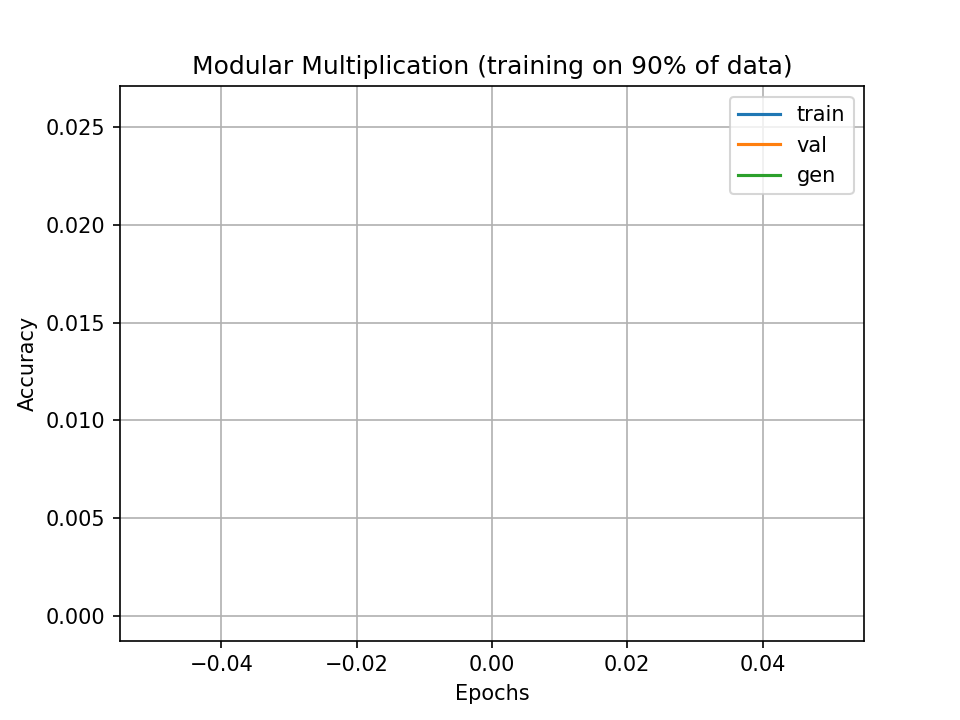 Modular Multiplication (training on 90% of data)
train
val
gen
0.025
0.020
0.015
0.010
0.005
0.000
Accuracy
−0.04
−0.02
0.00
0.02
0.04
Epochs